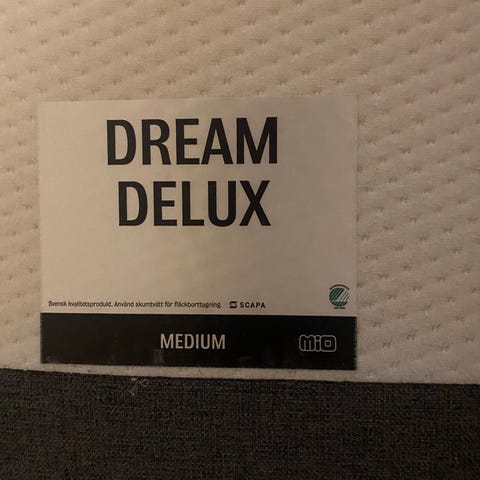 DREAM
DELUX
Svensk kvalitetsprodukt. Använd skumtvätt för fläckborttagning. SCAPA
MEDIUM
MIO